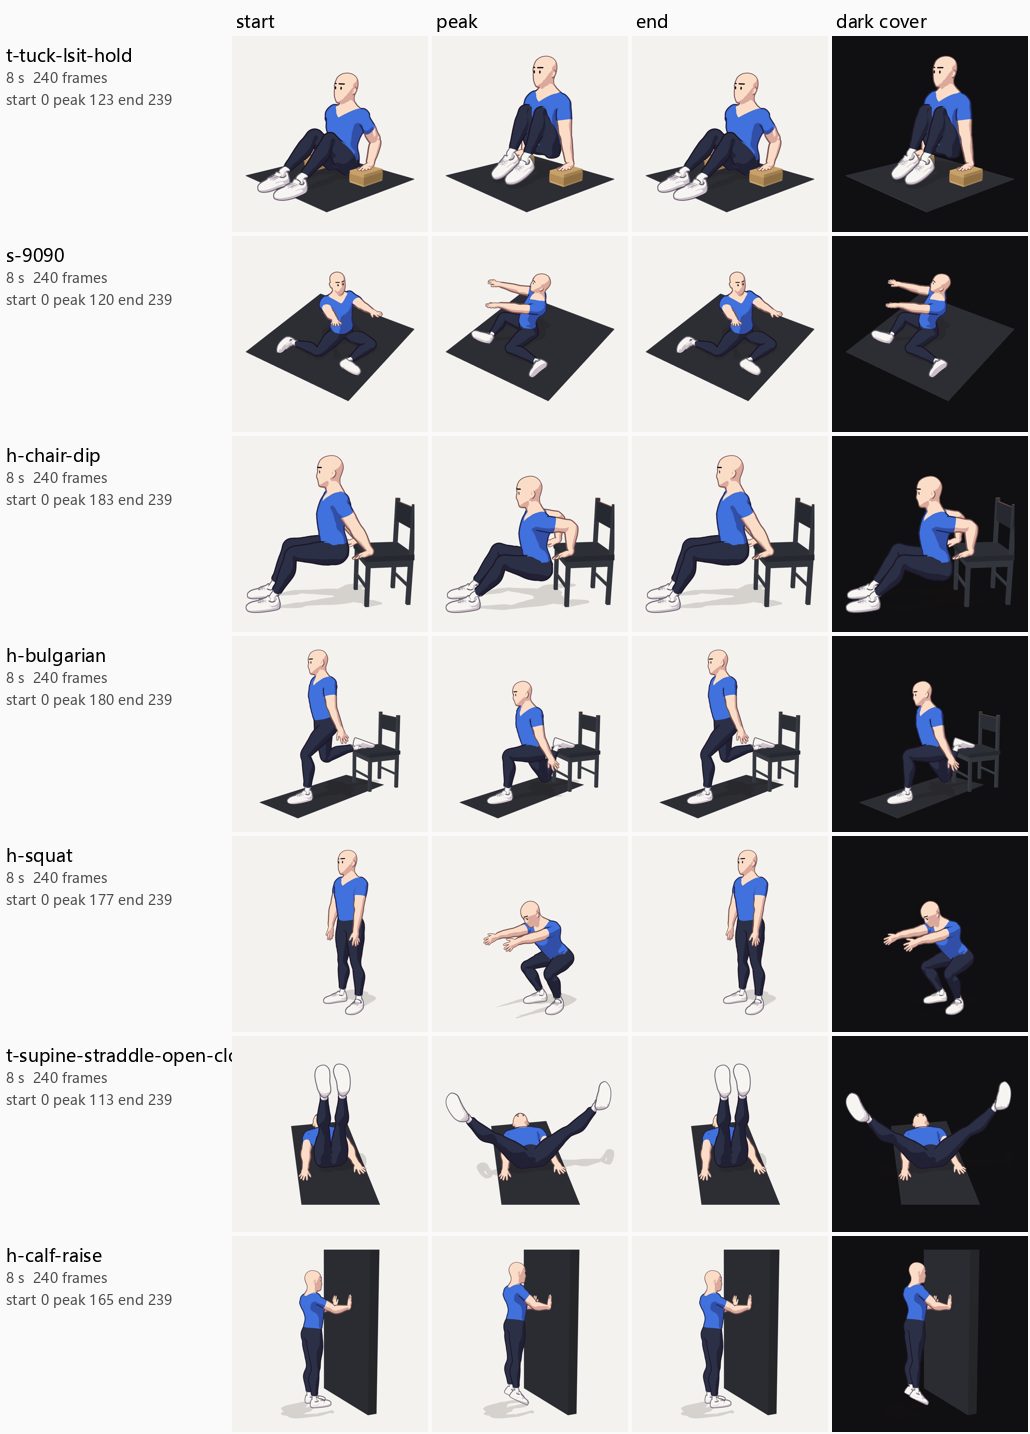 start peak end dark cover
t-tuck-lsit-hold
8 s 240 frames
start 0 peak 123 end 239
s-9090
8 s 240 frames
start 0 peak 120 end 239
h-chair-dip
8 s 240 frames
start 0 peak 183 end 239
h-bulgarian
8 s 240 frames
start 0 peak 180 end 239
h-squat
8 s 240 frames
start 0 peak 177 end 239
t-supine-straddle-open-clo
8 s 240 frames
start 0 peak 113 end 239
h-calf-raise
8 s 240 frames
start 0 peak 165 end 239